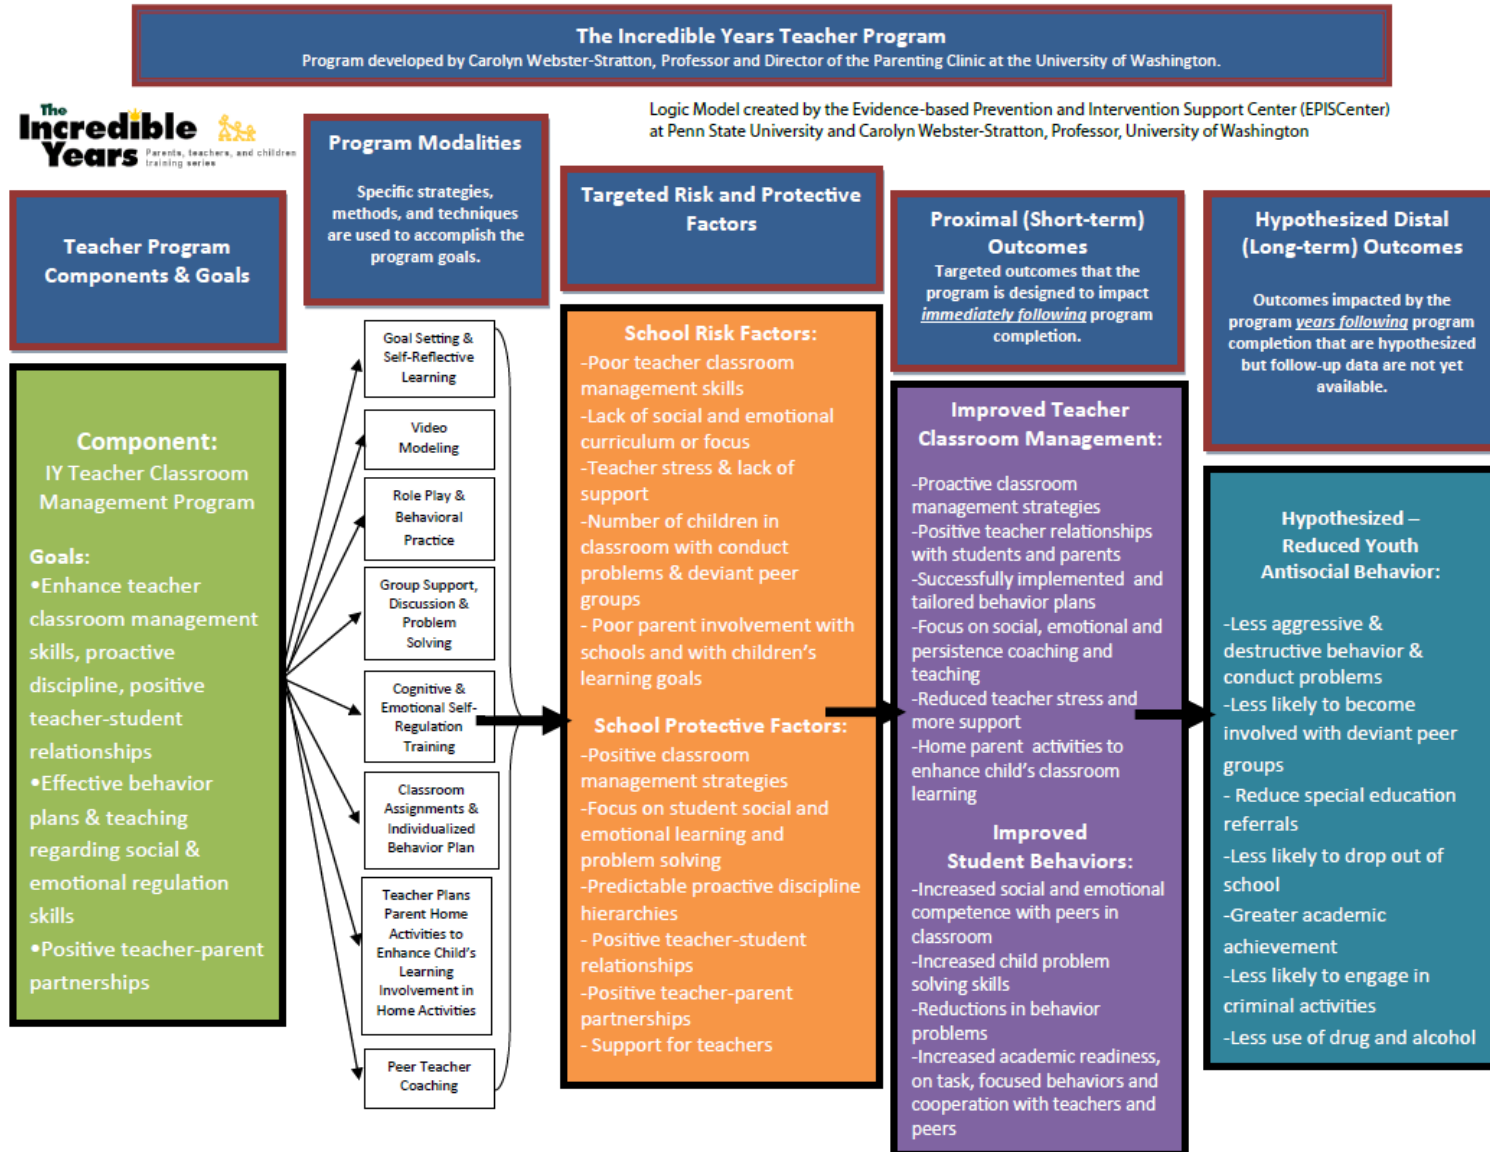 The Incredible Years Teacher Program
Program developed by Carolyn Webster-Stratton, Professor and Director of the Parenting Clinic at the University of Washington.
The
Incredible
Years
Parents, teachers, and children
training series
Logic Model created by the Evidence-based Prevention and Intervention Support Center (EPISCenter)
at Penn State University and Carolyn Webster-Stratton, Professor, University of Washington
Teacher Program
Components & Goals
Component:
IY Teacher Classroom
Management Program
Goals:
•Enhance teacher
classroom management
skills, proactive
discipline, positive
teacher-student
relationships
•Effective behavior
plans & teaching
regarding social &
emotional regulation
skills
•Positive teacher-parent
partnerships
Program Modalities
Specific strategies,
methods, and techniques
are used to accomplish the
program goals.
Goal Setting &
Self-Reflective
Learning
Video
Modeling
Role Play &
Behavioral
Practice
Group Support,
Discussion &
Problem
Solving
Cognitive &
Emotional Self-
Regulation
Training
Classroom
Assignments &
Individualized
Behavior Plan
Teacher Plans
Parent Home
Activities to
Enhance Child's
Learning
Involvement in
Home Activities
Peer Teacher
Coaching
Targeted Risk and Protective
Factors
School Risk Factors:
-Poor teacher classroom
management skills
-Lack of social and emotional
curriculum or focus
-Teacher stress & lack of
support
-Number of children in
classroom with conduct
problems & deviant peer
groups
- Poor parent involvement with
schools and with children's
learning goals
School Protective Factors:
-Positive classroom
management strategies
-Focus on student social and
emotional learning and
problem solving
-Predictable proactive discipline
hierarchies
- Positive teacher-student
relationships
-Positive teacher-parent
partnerships
- Support for teachers
Proximal (Short-term)
Outcomes
Targeted outcomes that the
program is designed to impact
immediately following program
completion.
Improved Teacher
Classroom Management:
-Proactive classroom
management strategies
-Positive teacher relationships
with students and parents
-Successfully implemented  and
tailored behavior plans
-Focus on social, emotional and
persistence coaching and
teaching
-Reduced teacher stress and
more support
-Home parent  activities to
enhance child's classroom
learning
Improved
Student Behaviors:
-Increased social and emotional
competence with peers in
classroom
-Increased child problem
solving skills
-Reductions in behavior
problems
-Increased academic readiness,
on task, focused behaviors and
cooperation with teachers and
peers
Hypothesized Distal
(Long-term) Outcomes
Outcomes impacted by the
program years following program
completion that are hypothesized
but follow-up data are not yet
available.
Hypothesized –
Reduced Youth
Antisocial Behavior:
-Less aggressive &
destructive behavior &
conduct problems
-Less likely to become
involved with deviant peer
groups
- Reduce special education
referrals
-Less likely to drop out of
school
-Greater academic
achievement
-Less likely to engage in
criminal activities
-Less use of drug and alcohol